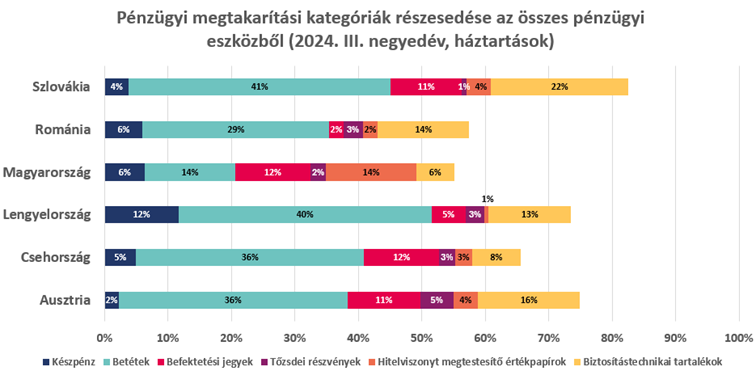 Pénzügyi megtakarítási kategóriák részesedése az összes pénzügyi
eszközből (2024. III. negyedév, háztartások)
Szlovákia 4% 41% 11% 1% 4% 22%
Románia 6% 29% 2% 3% 2% 14%
Magyarország 6% 14% 12% 2% 14% 6%
1%
Lengyelország 12% 40% 5% 3% 13%
Csehország 5% 36% 12% 3% 3% 8%
Ausztria 2% 36% 11% 5% 4% 16%
0% 10% 20% 30% 40% 50% 60% 70% 80% 90% 100%
Készpénz Betétek Befektetési jegyek Tőzsdei részvények Hitelviszonyt megtestesítő értékpapírok Biztosítástechnikai tartalékok